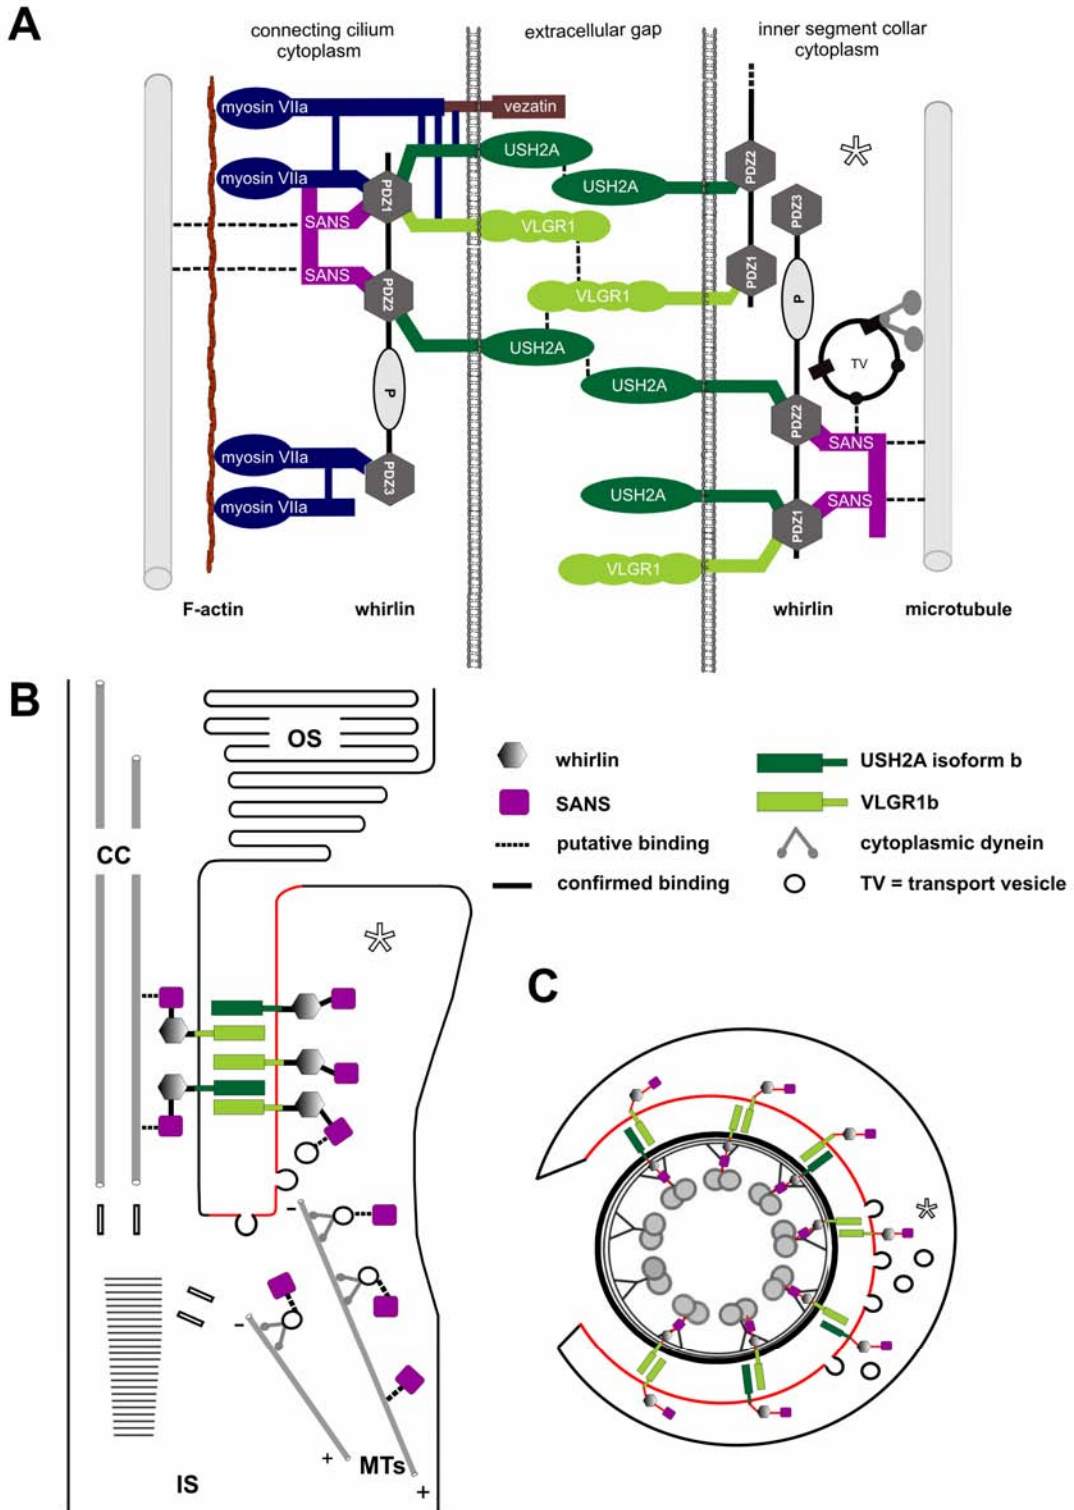 A
connecting cilium
cytoplasm
extracellular gap
inner segment collar
cytoplasm
myosin VIIa
vezatin
USH2A
PDZ2
myosin VIIa
PDZ1
USH2A
PDZ3
SANS
VLGR1
SANS
PDZ2
VLGR1
PDZ1
P
USH2A
TV
P
USH2A
PDZ2
SANS
myosin VIIa
PDZ3
USH2A
SANS
myosin VIIa
PDZ1
VLGR1
F-actin
whirlin
whirlin
microtubule
B
OS
CC
whirlin
SANS
putative binding
confirmed binding
USH2A isoform b
VLGR1b
cytoplasmic dynein
TV = transport vesicle
C
-
-
+
MTs
+
IS